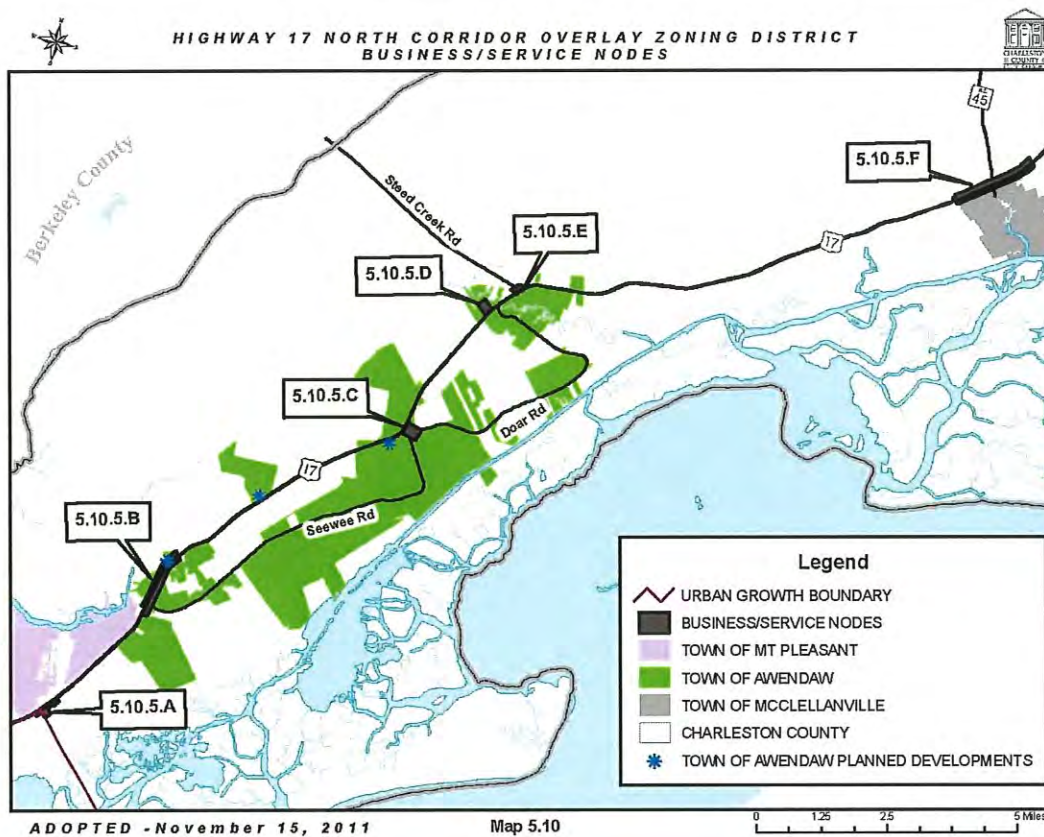 HIGHWAY 17 NORTH CORRIDOR OVERLAY ZONING DISTRICT
BUSINESS/SERVICE NODES
CHARLESTON
COUNTY
45
5.10.5.F
Berkeley County
Steed Creek Rd
5.10.5.E
17
5.10.5.D
5.10.5.C
Doar Rd
17
Seewee Rd
5.10.5.B
5.10.5.A
Legend
URBAN GROWTH BOUNDARY
BUSINESS/SERVICE NODES
TOWN OF MT PLEASANT
TOWN OF AWENDAW
TOWN OF MCCLELLANVILLE
CHARLESTON COUNTY
TOWN OF AWENDAW PLANNED DEVELOPMENTS
ADOPTED - November 15, 2011
Map 5.10
0 1.25 2.5 5 Miles